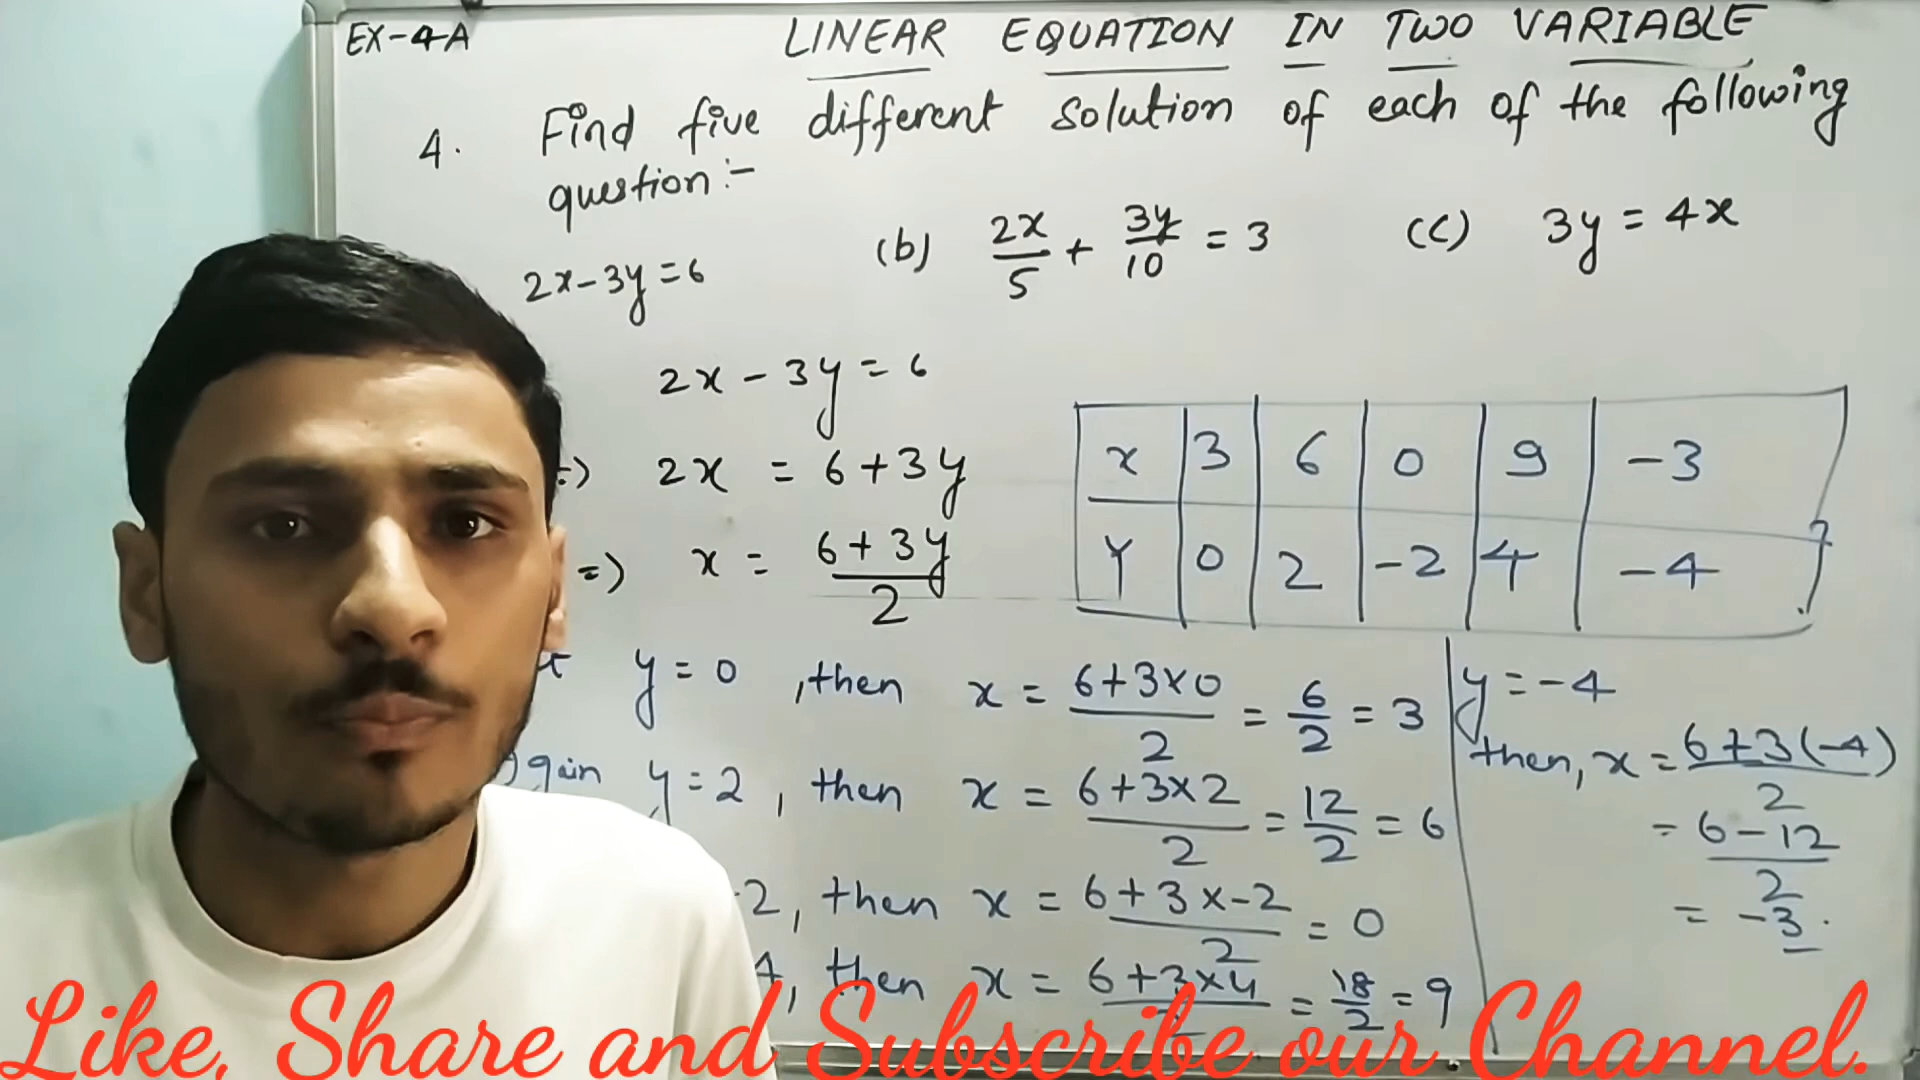 EX-4A
LINEAR EQUATION IN TWO VARIABLE
4. Find five different solution of each of the following
question:-
2x-3y=6 (b) 2x/5 + 3y/10 = 3 (c) 3y = 4x
2x - 3y = 6
=) 2x = 6+3y
=) x = (6+3y)/2
x 3 6 0 9 -3
Y 0 2 -2 4 -4
y = 0, then x = (6+3×0)/2 = 6/2 = 3
Again y = 2, then x = (6+3×2)/2 = 12/2 = 6
-2, then x = (6+3×-2)/2 = 0
4, then x = (6+3×4)/2 = 18/2 = 9
y = -4
then, x = (6+3(-4))/2
= (6-12)/2
= -3.
Like, Share and Subscribe our Channel.